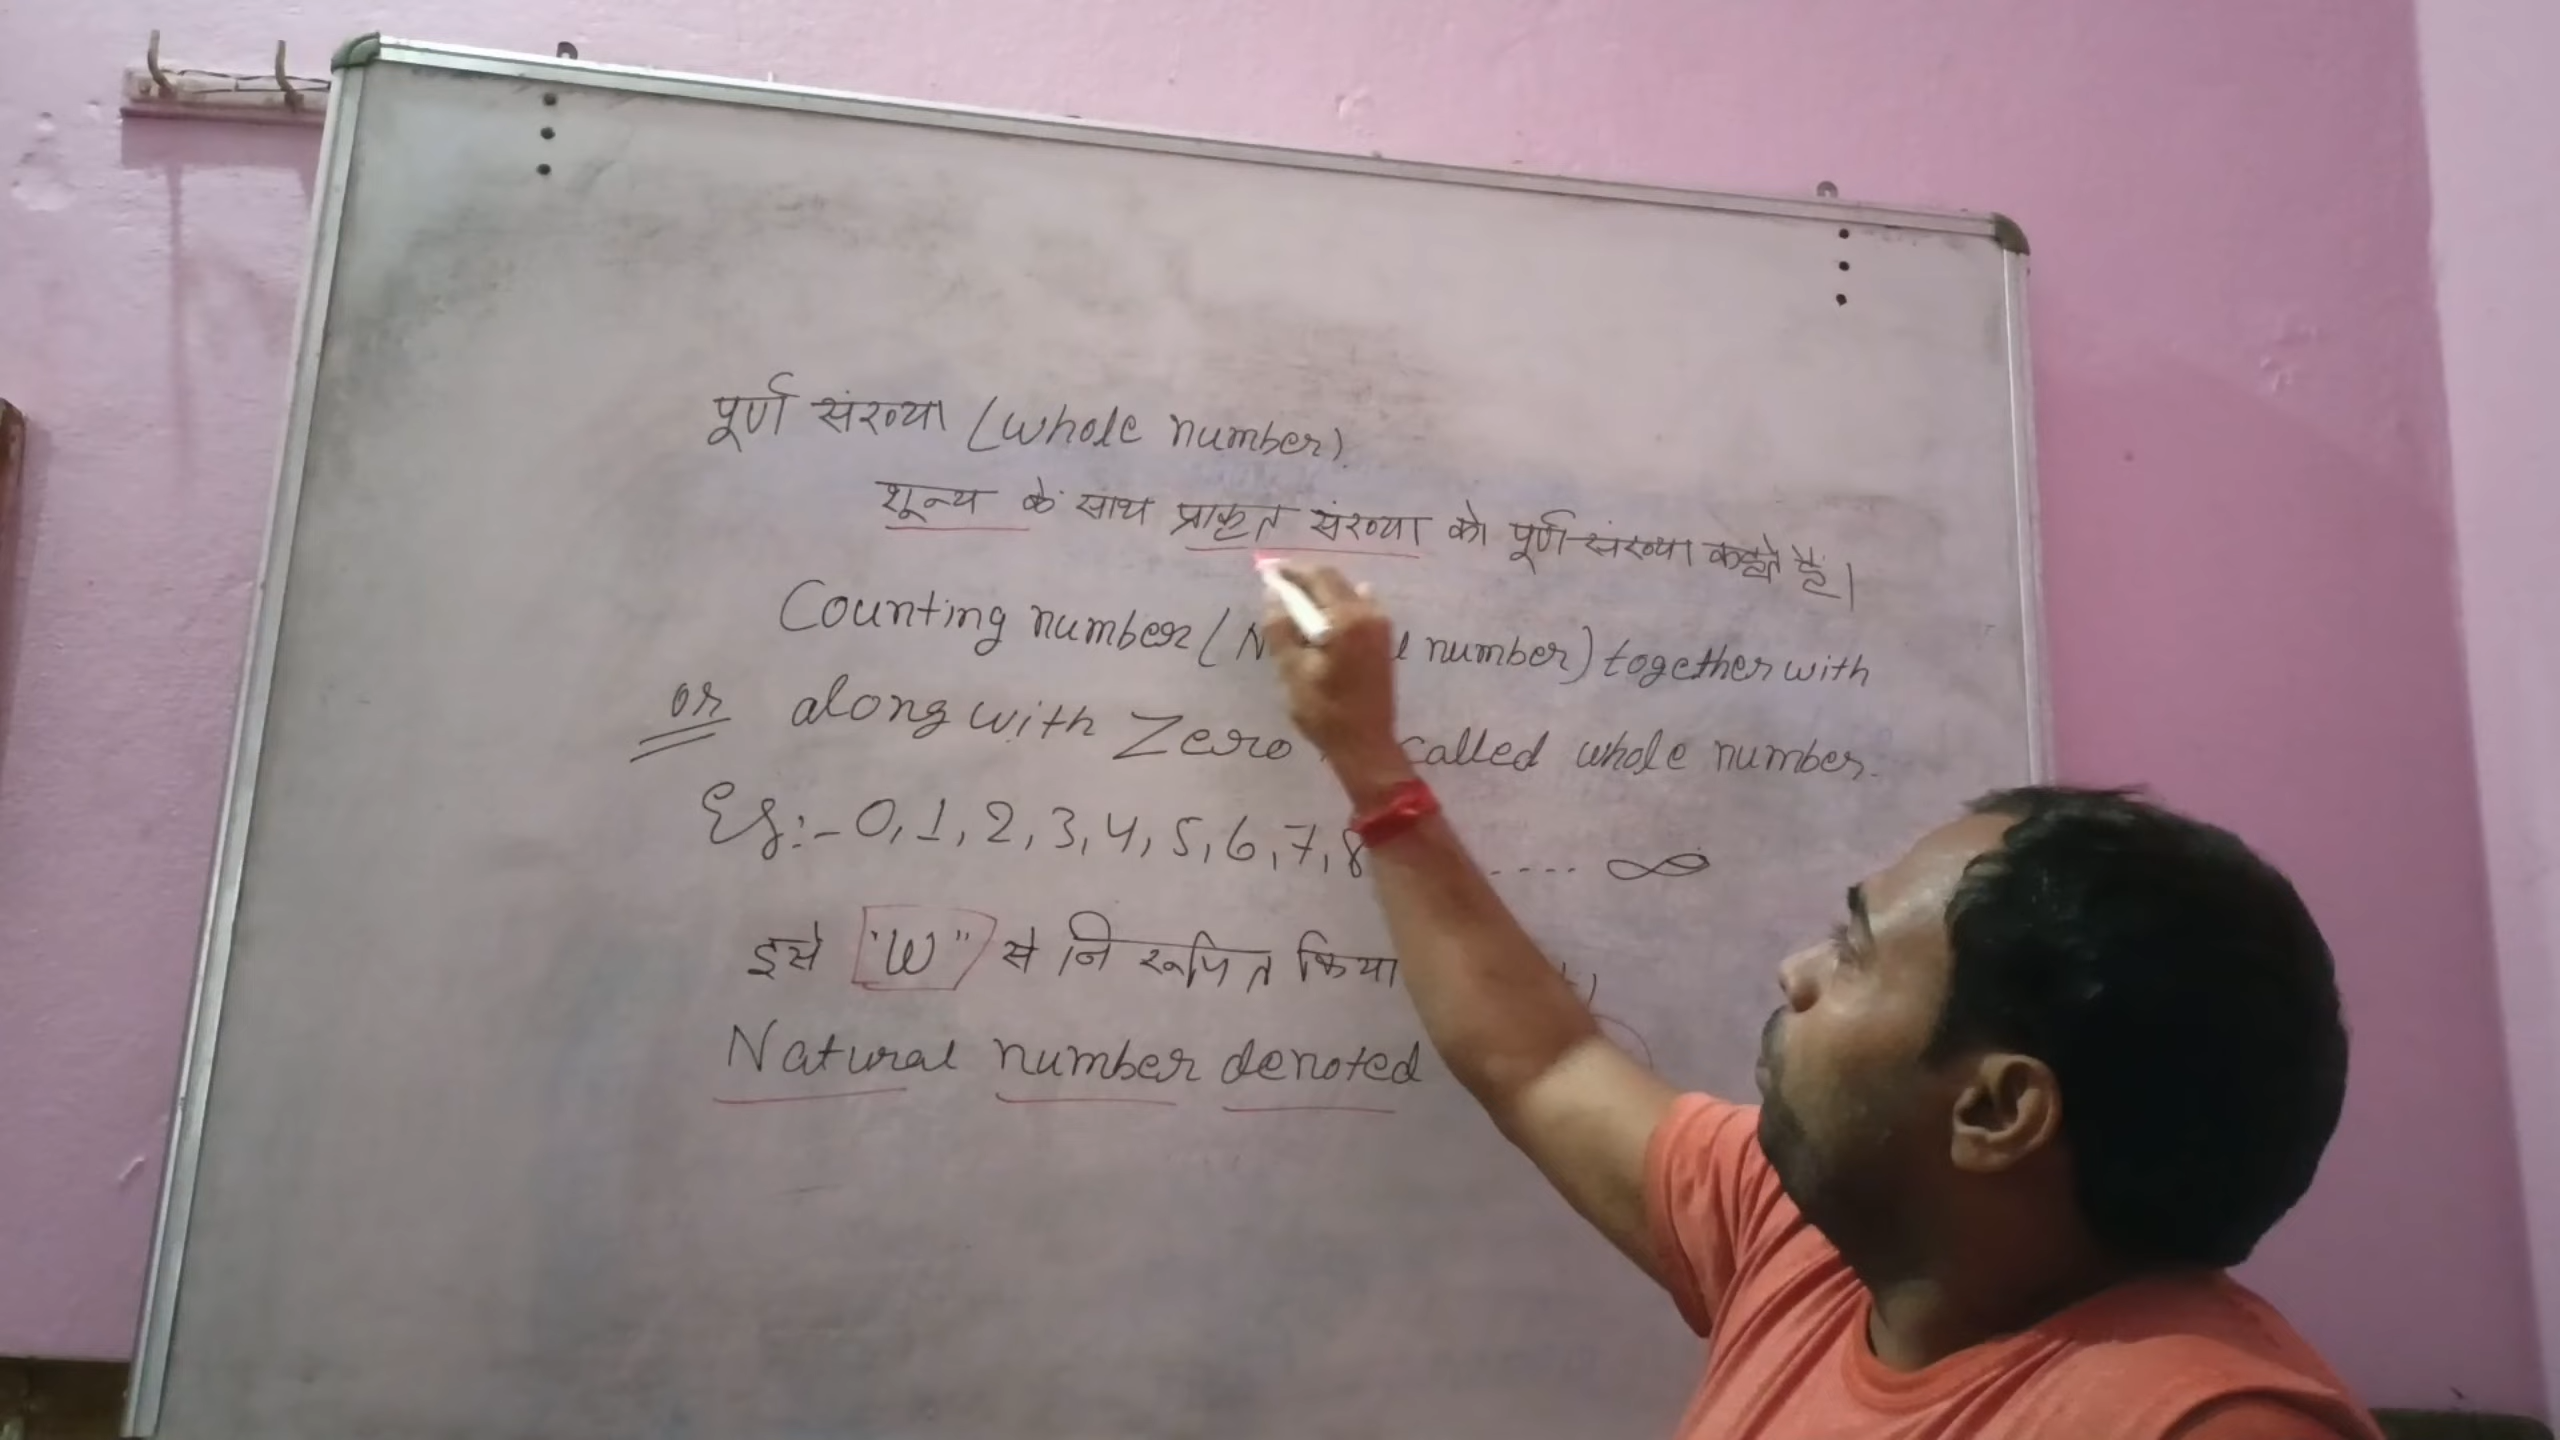 पूर्ण संख्या (whole number).
शून्य के साथ प्राकृत संख्या को पूर्ण संख्या कहते हैं।
Counting number ( number) together with
or along with Zero called whole number.
Eg:- 0, 1, 2, 3, 4, 5, 6, 7, 8 ..... ∞
इसे "W" से निरूपित किया
Natural number denoted